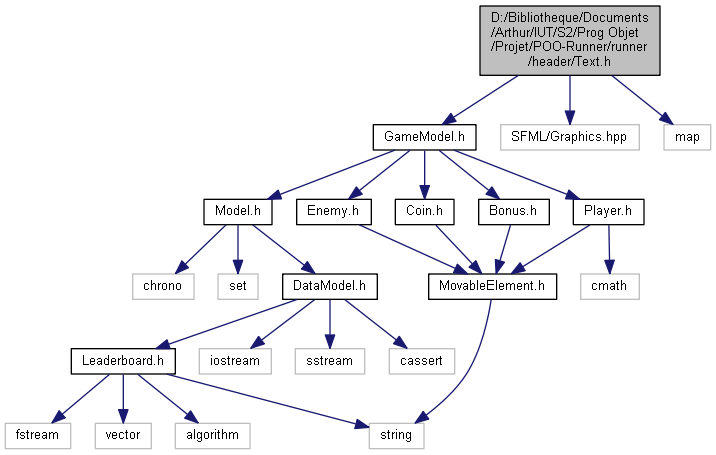 D:/Bibliotheque/Documents
/Arthur/IUT/S2/Prog Objet
/Projet/POO-Runner/runner
/header/Text.h
GameModel.h
SFML/Graphics.hpp
map
Model.h
Enemy.h
Coin.h
Bonus.h
Player.h
chrono
set
DataModel.h
MovableElement.h
cmath
Leaderboard.h
iostream
sstream
cassert
fstream
vector
algorithm
string